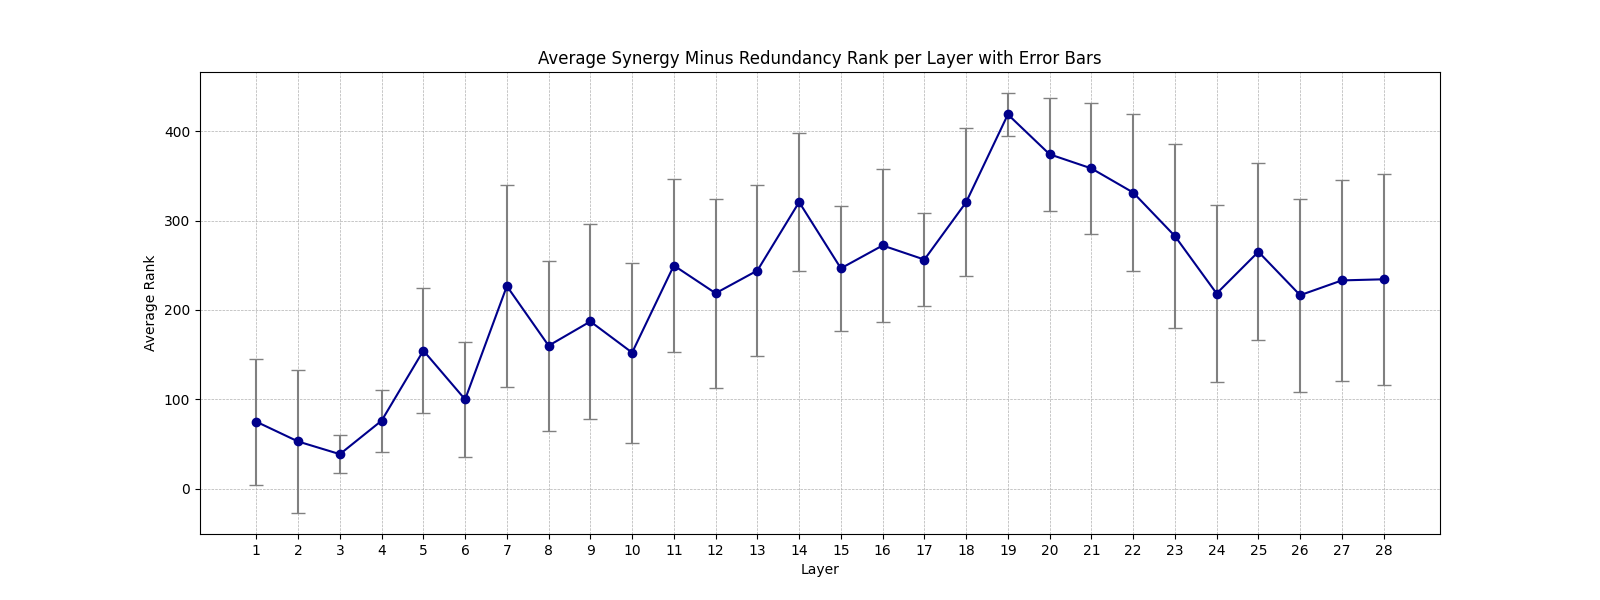 Average Synergy Minus Redundancy Rank per Layer with Error Bars
Average Rank
400
300
200
100
0
1 2 3 4 5 6 7 8 9 10 11 12 13 14 15 16 17 18 19 20 21 22 23 24 25 26 27 28
Layer